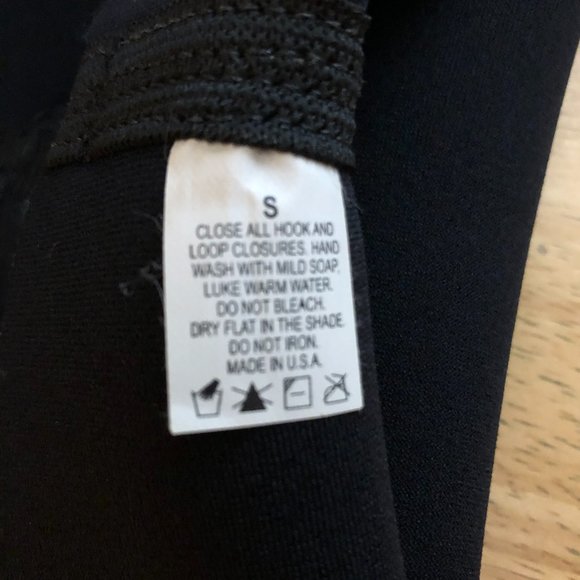 S
CLOSE ALL HOOK AND
LOOP CLOSURES. HAND
WASH WITH MILD SOAP.
LUKE WARM WATER.
DO NOT BLEACH.
DRY FLAT IN THE SHADE
DO NOT IRON.
MADE IN U.S.A.